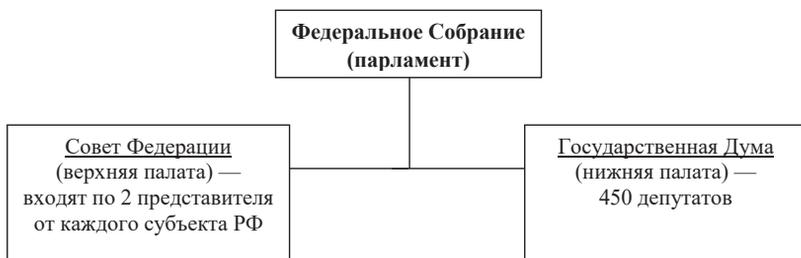 Федеральное Собрание
(парламент)
Совет Федерации
(верхняя палата) —
входят по 2 представителя
от каждого субъекта РФ
Государственная Дума
(нижняя палата) —
450 депутатов